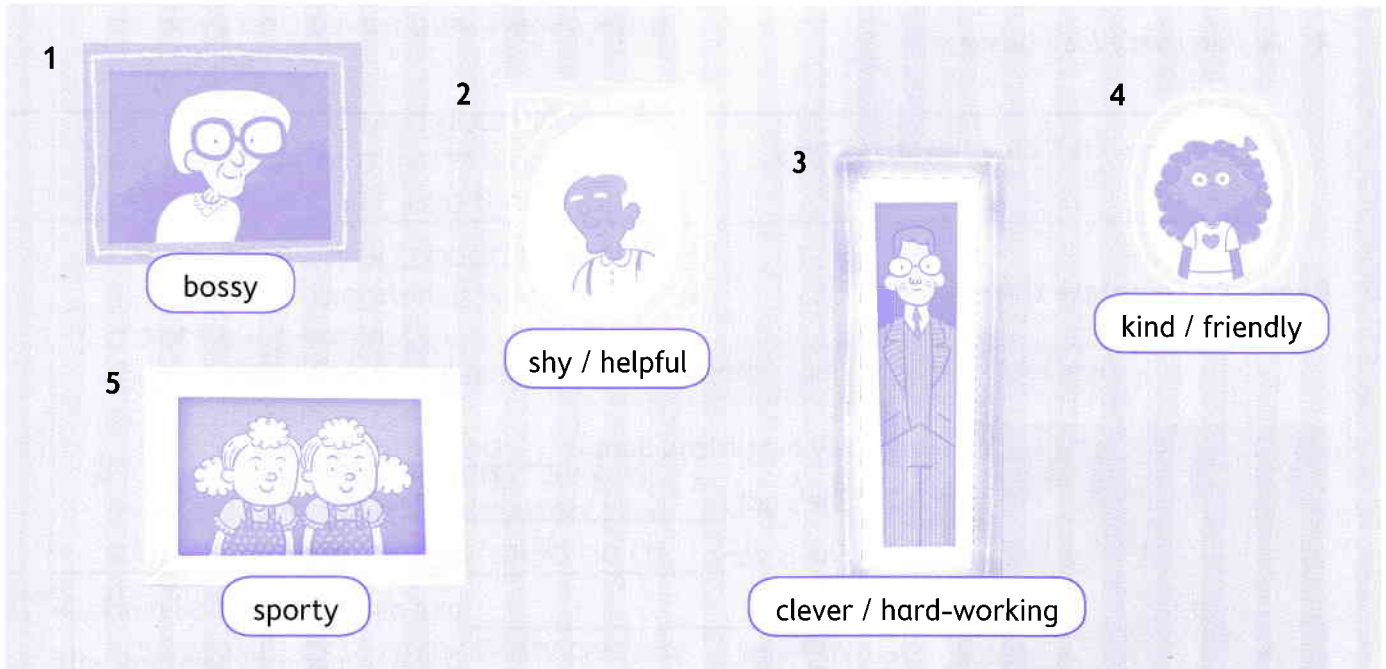 1
bossy
2
shy / helpful
3
clever / hard-working
4
kind / friendly
5
sporty